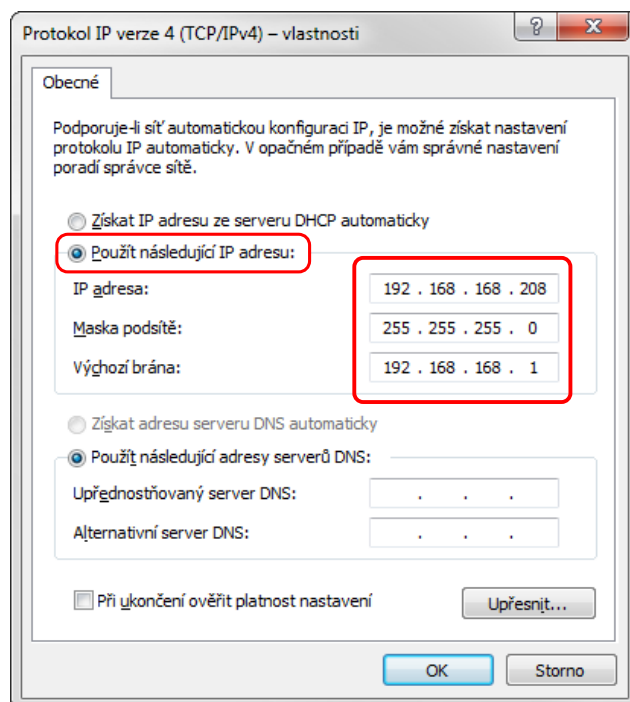 Protokol IP verze 4 (TCP/IPv4) – vlastnosti
Obecné
Podporuje-li síť automatickou konfiguraci IP, je možné získat nastavení
protokolu IP automaticky. V opačném případě vám správné nastavení
poradí správce sítě.
Získat IP adresu ze serveru DHCP automaticky
Použít následující IP adresu:
IP adresa: 192 . 168 . 168 . 208
Maska podsítě: 255 . 255 . 255 . 0
Výchozí brána: 192 . 168 . 168 . 1
Získat adresu serveru DNS automaticky
Použít následující adresy serverů DNS:
Upřednostňovaný server DNS: . . .
Alternativní server DNS: . . .
Při ukončení ověřit platnost nastavení
Upřesnit...
OK Storno